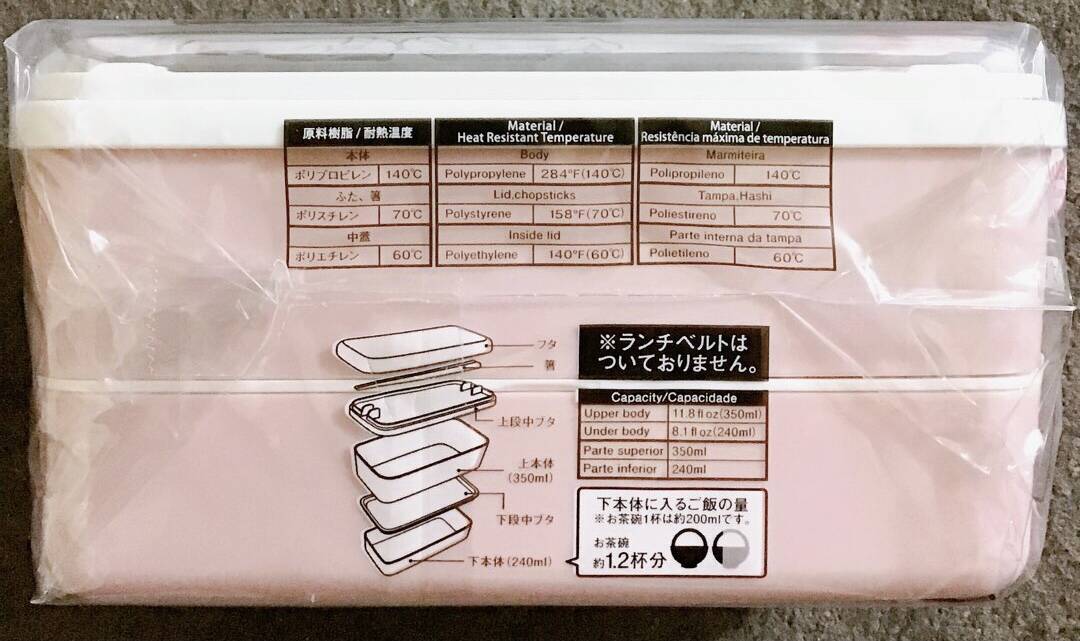 原料樹脂/耐熱温度
本体
ポリプロピレン 140℃
ふた、箸
ポリスチレン 70℃
中蓋
ポリエチレン 60℃
Material /
Heat Resistant Temperature
Body
Polypropylene 284°F(140℃)
Lid,chopsticks
Polystyrene 158°F(70℃)
Inside lid
Polyethylene 140°F(60℃)
Material /
Resistência máxima de temperatura
Marmiteira
Polipropileno 140℃
Tampa,Hashi
Poliestireno 70℃
Parte interna da tampa
Polietileno 60℃
フタ
箸
上段中ブタ
上本体
(350ml)
下段中ブタ
下本体(240ml)
※ランチベルトは
ついておりません。
Capacity/Capacidade
Upper body 11.8 fl oz(350ml)
Under body 8.1 fl oz(240ml)
Parte superior 350ml
Parte inferior 240ml
下本体に入るご飯の量
※お茶碗1杯は約200mlです。
お茶碗
約1.2杯分